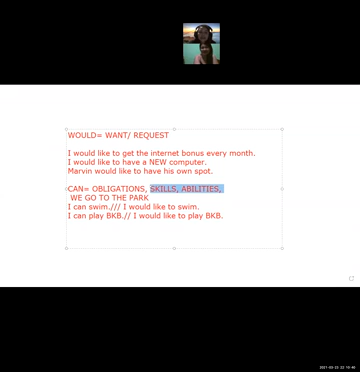 WOULD= WANT/ REQUEST
I would like to get the internet bonus every month.
I would like to have a NEW computer.
Marvin would like to have his own spot.
CAN= OBLIGATIONS, SKILLS, ABILITIES,
WE GO TO THE PARK
I can swim./// I would like to swim.
I can play BKB.// I would like to play BKB.